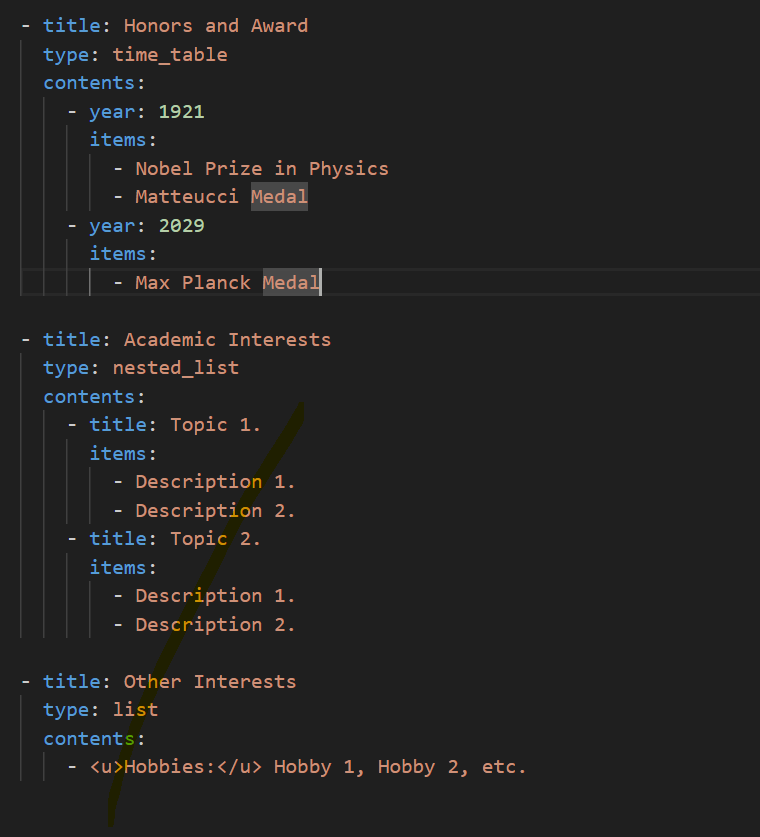 - title: Honors and Award
  type: time_table
  contents:
    - year: 1921
      items:
        - Nobel Prize in Physics
        - Matteucci Medal
    - year: 2029
      items:
        - Max Planck Medal

- title: Academic Interests
  type: nested_list
  contents:
    - title: Topic 1.
      items:
        - Description 1.
        - Description 2.
    - title: Topic 2.
      items:
        - Description 1.
        - Description 2.

- title: Other Interests
  type: list
  contents:
    - <u>Hobbies:</u> Hobby 1, Hobby 2, etc.